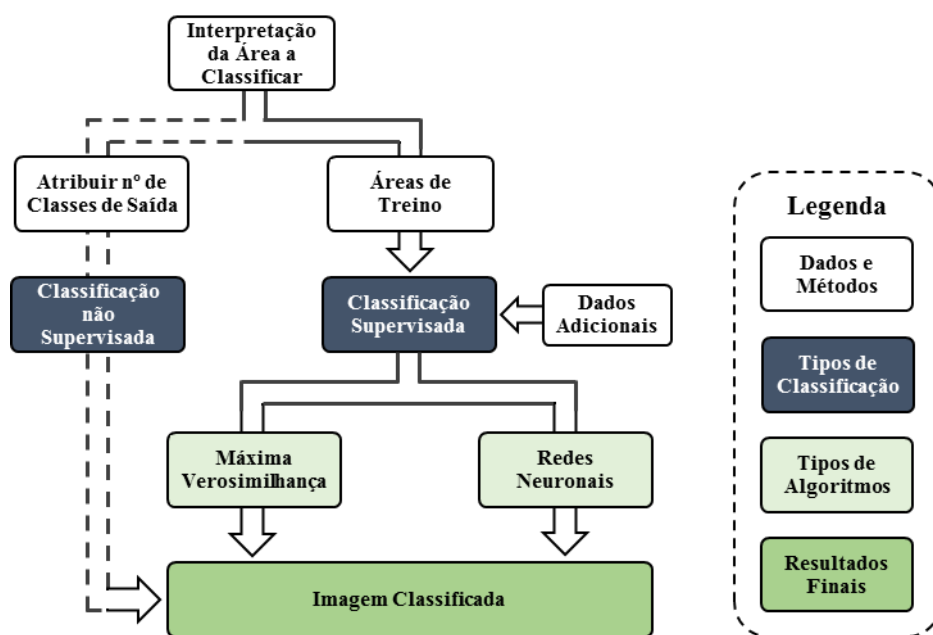 Interpretação
da Área a
Classificar
Atribuir nº de
Classes de Saída
Áreas de
Treino
Classificação
não
Supervisada
Classificação
Supervisada
Dados
Adicionais
Máxima
Verosimilhança
Redes
Neuronais
Imagem Classificada
Legenda
Dados e
Métodos
Tipos de
Classificação
Tipos de
Algoritmos
Resultados
Finais